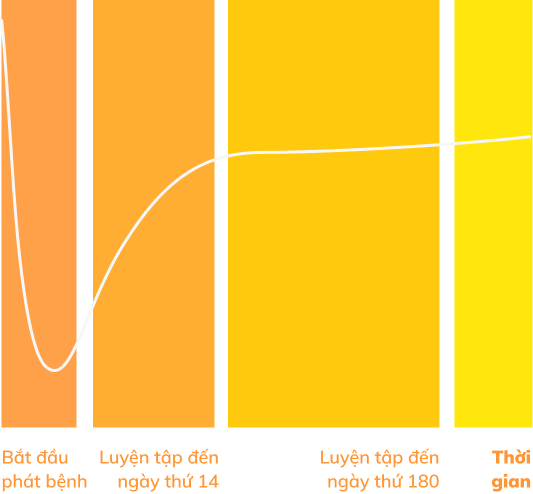 Bắt đầu
phát bệnh
Luyện tập đến
ngày thứ 14
Luyện tập đến
ngày thứ 180
Thời
gian